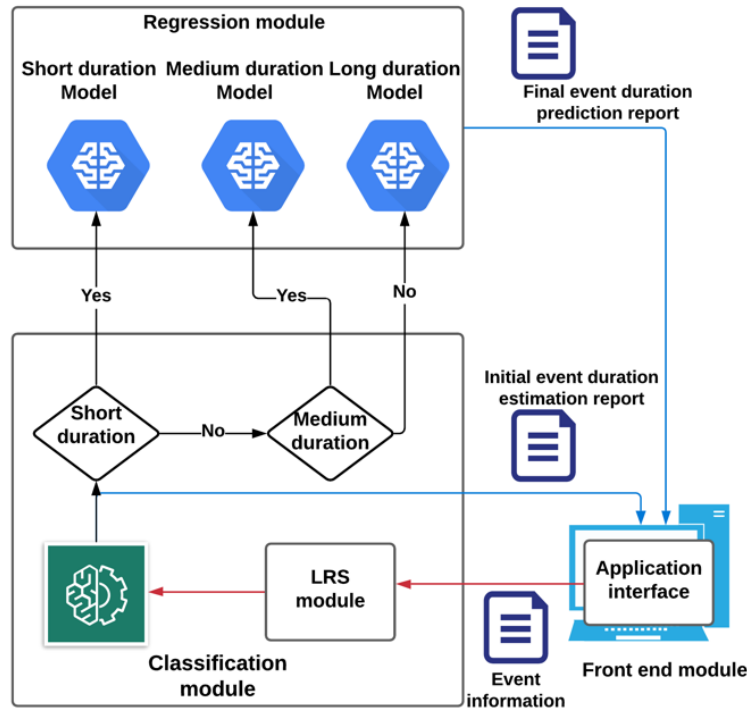 Regression module
Short duration
Model
Medium duration
Model
Long duration
Model
Final event duration
prediction report
Yes
Yes
No
Initial event duration
estimation report
Short
duration
No
Medium
duration
LRS
module
Application
interface
Classification
module
Event
information
Front end module